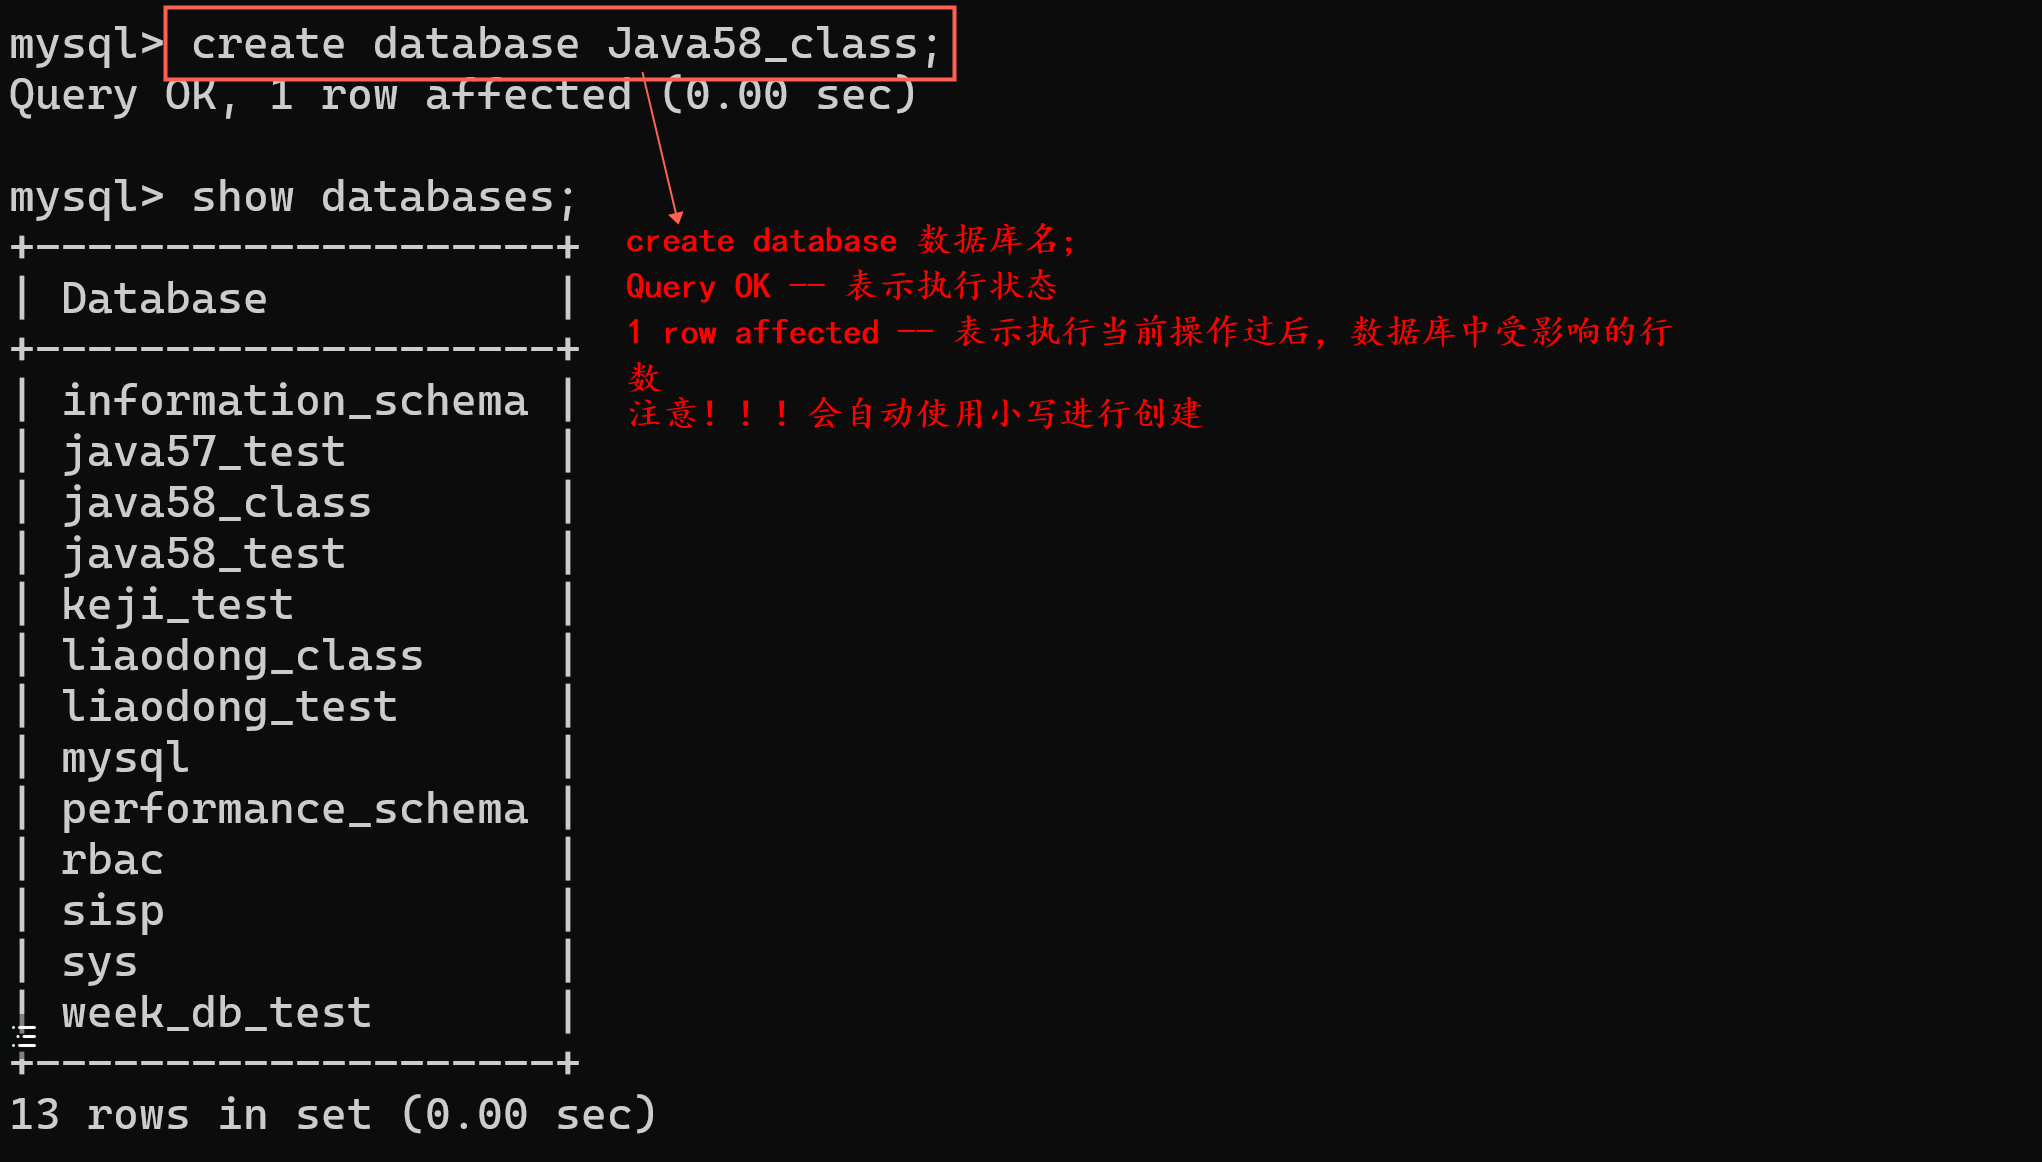 mysql> create database Java58_class;
Query OK, 1 row affected (0.00 sec)
mysql> show databases;
+--------------------+
| Database           |
+--------------------+
| information_schema |
| java57_test        |
| java58_class       |
| java58_test        |
| keji_test          |
| liaodong_class     |
| liaodong_test      |
| mysql              |
| performance_schema |
| rbac               |
| sisp               |
| sys                |
| week_db_test       |
+--------------------+
13 rows in set (0.00 sec)
create database 数据库名;
Query OK -- 表示执行状态
1 row affected -- 表示执行当前操作过后，数据库中受影响的行
数
注意！！！会自动使用小写进行创建